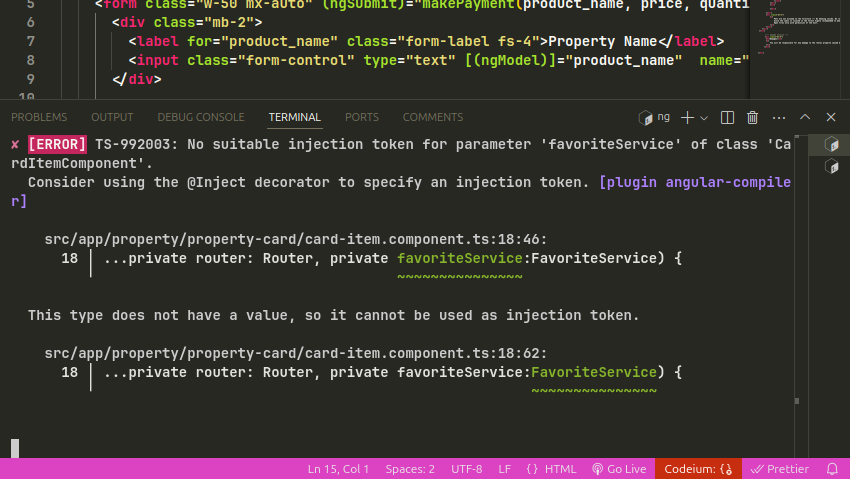 5 <form class="W-50 mx-auto" (ngSubmit)="makePayment(product_name, price, quanti
6 <div class="mb-2">
7 <label for="product_name" class="form-label fs-4">Property Name</label>
8 <input class="form-control" type="text" [(ngModel)]="product_name"  name="
9 </div>
10
PROBLEMS OUTPUT DEBUG CONSOLE TERMINAL PORTS COMMENTS ng
✘ [ERROR] TS-992003: No suitable injection token for parameter 'favoriteService' of class 'Ca
rdItemComponent'.
Consider using the @Inject decorator to specify an injection token. [plugin angular-compile
r]
src/app/property/property-card/card-item.component.ts:18:46:
18 │ ...private router: Router, private favoriteService:FavoriteService) {
~~~~~~~~~~~~~~~
This type does not have a value, so it cannot be used as injection token.
src/app/property/property-card/card-item.component.ts:18:62:
18 │ ...private router: Router, private favoriteService:FavoriteService) {
~~~~~~~~~~~~~~~
Ln 15, Col 1 Spaces: 2 UTF-8 LF {} HTML Go Live Codeium: {} Prettier